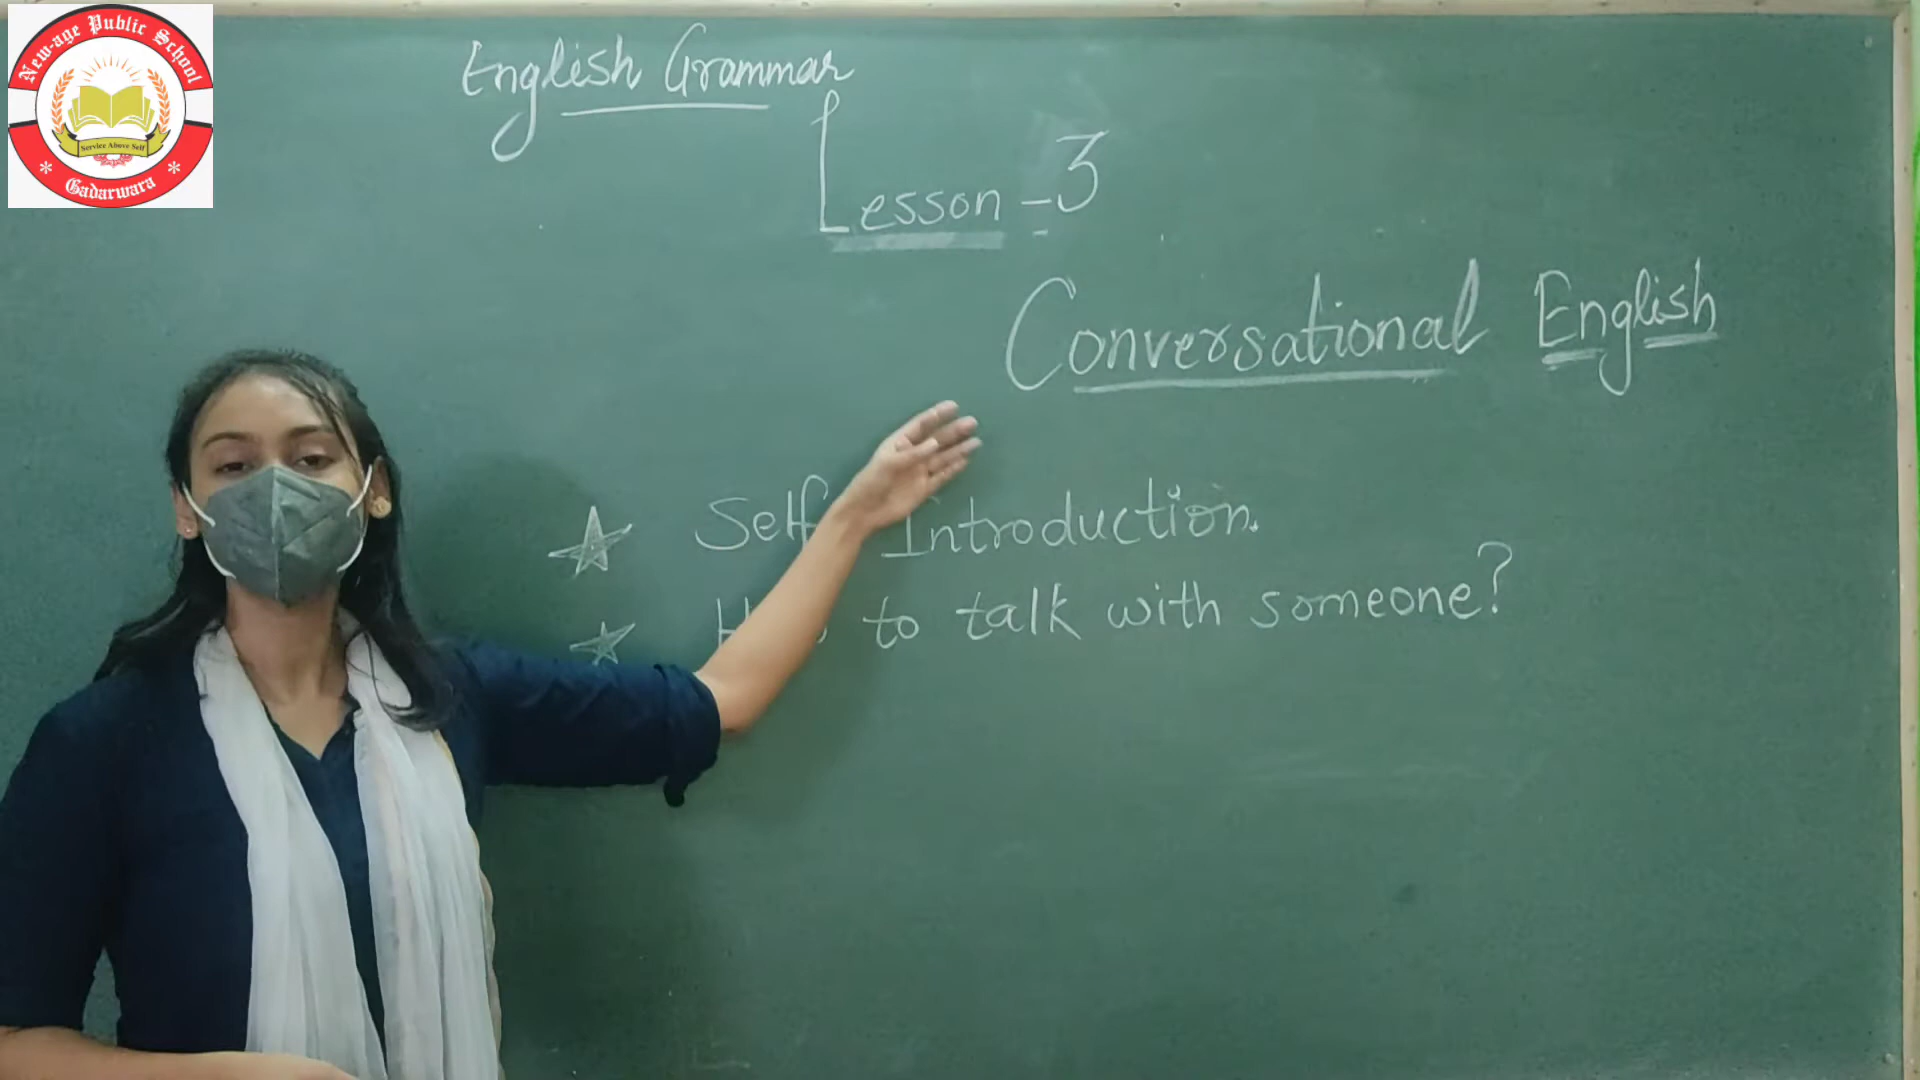 New-age Public School
Service Above Self
Gadarwara
English Grammar
Lesson - 3
Conversational English
Self Introduction.
to talk with someone?